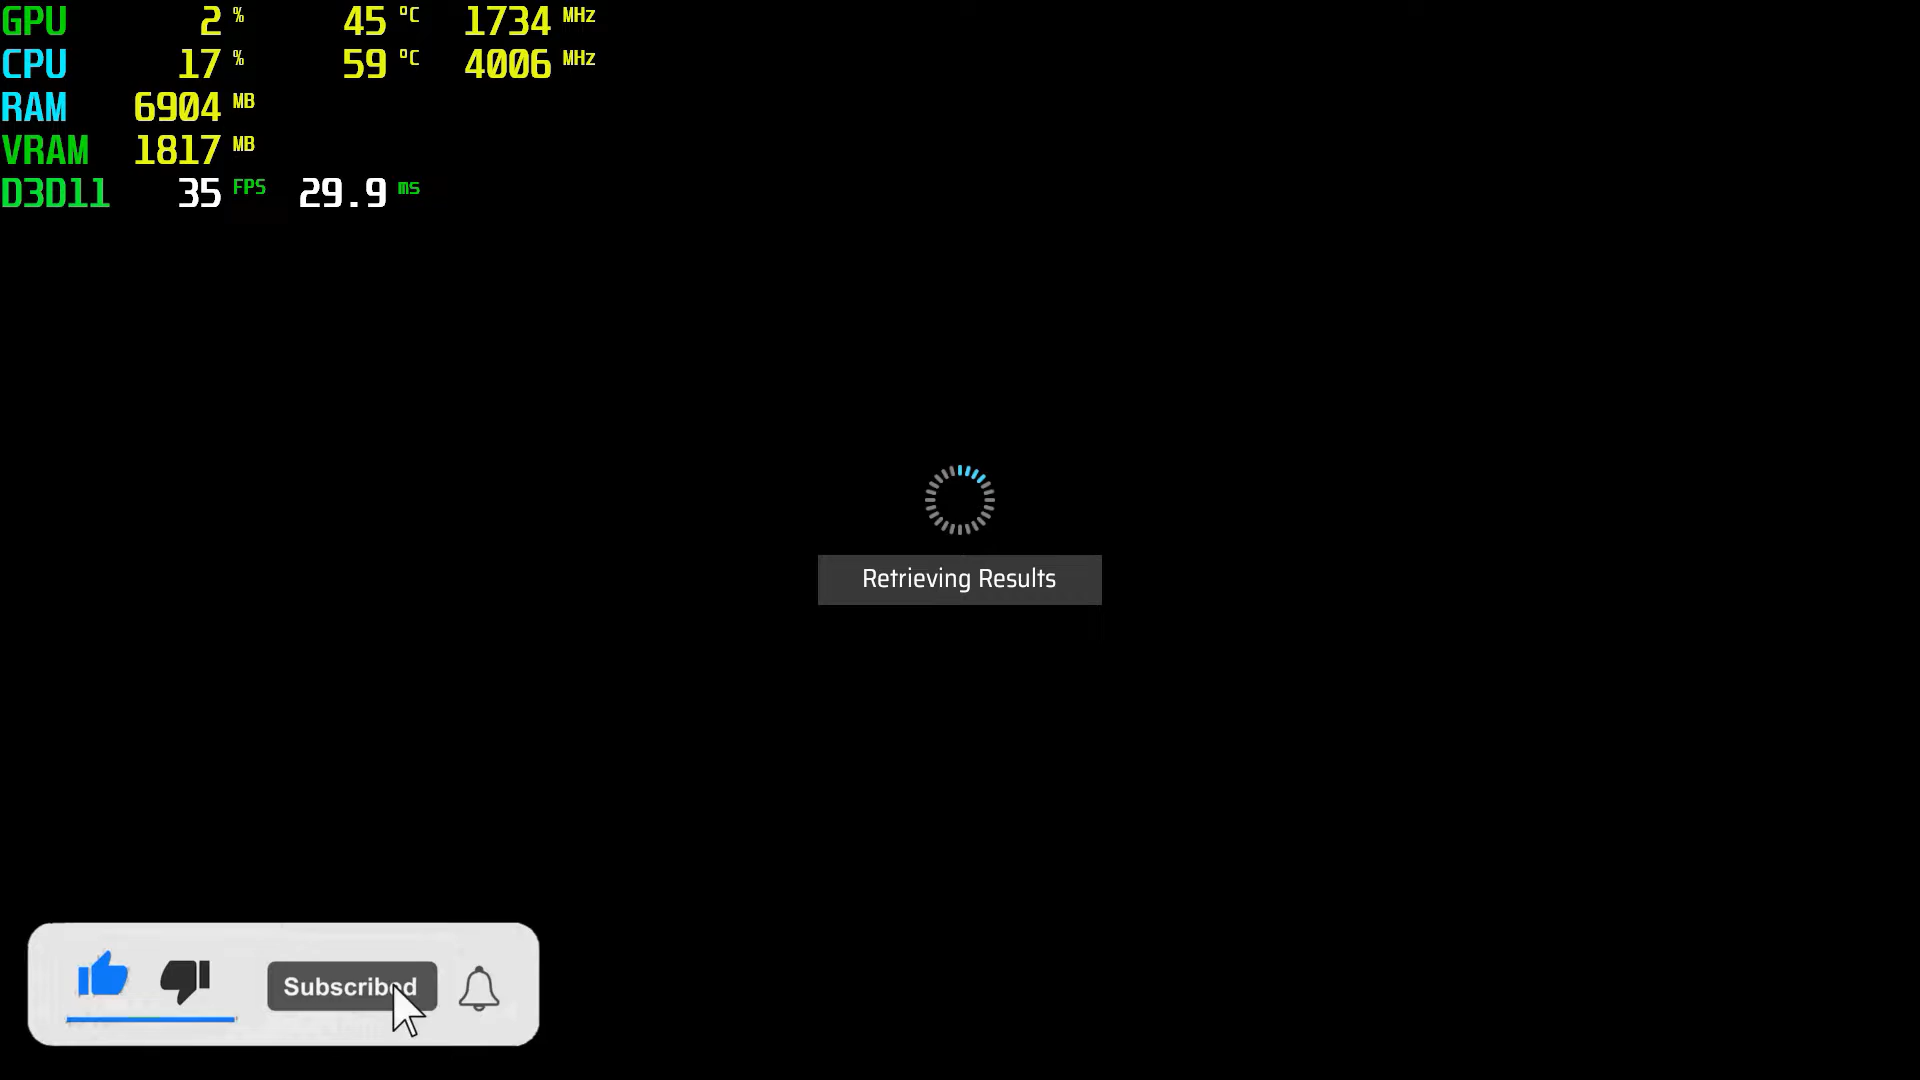 GPU 2 % 45 °C 1734 MHz
CPU 17 % 59 °C 4006 MHz
RAM 6904 MB
VRAM 1817 MB
D3D11 35 FPS 29.9 ms
Retrieving Results
Subscribed